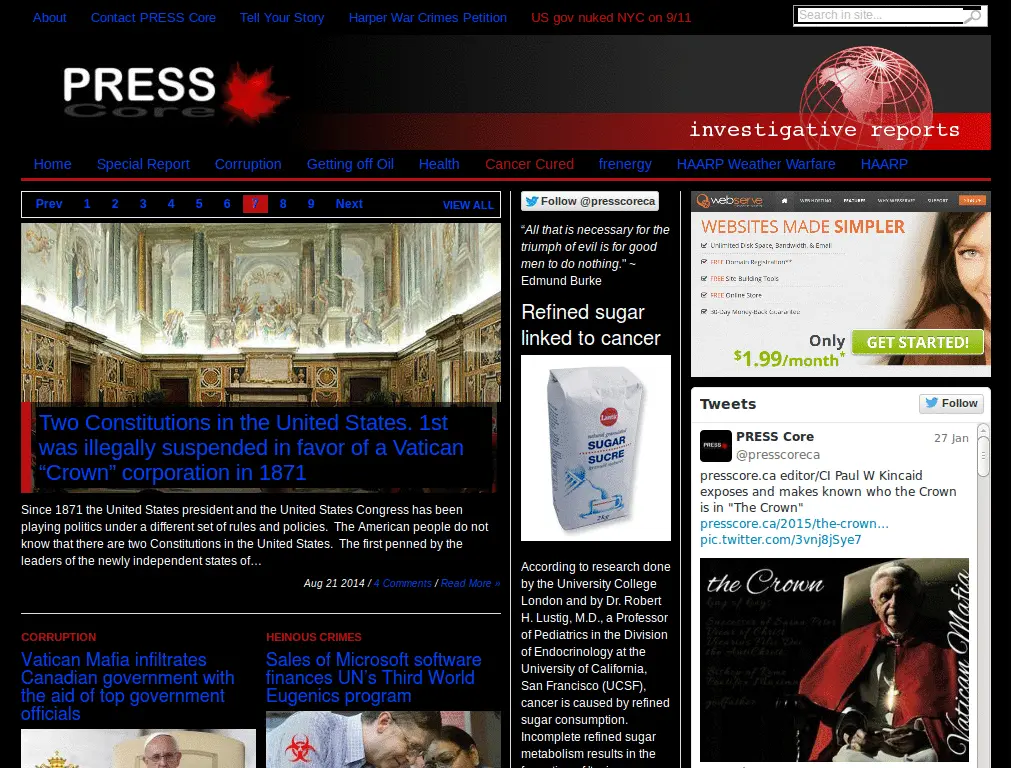 About Contact PRESS Core Tell Your Story Harper War Crimes Petition US gov nuked NYC on 9/11
Search in site...
PRESS
Core
investigative reports
Home Special Report Corruption Getting off Oil Health Cancer Cured frenergy HAARP Weather Warfare HAARP
Prev 1 2 3 4 5 6 7 8 9 Next VIEW ALL
Two Constitutions in the United States. 1st
was illegally suspended in favor of a Vatican
“Crown” corporation in 1871
Since 1871 the United States president and the United States Congress has been
playing politics under a different set of rules and policies. The American people do not
know that there are two Constitutions in the United States. The first penned by the
leaders of the newly independent states of…
Aug 21 2014 / 4 Comments / Read More »
CORRUPTION
Vatican Mafia infiltrates
Canadian government with
the aid of top government
officials
HEINOUS CRIMES
Sales of Microsoft software
finances UN’s Third World
Eugenics program
Follow @presscoreca
“All that is necessary for the
triumph of evil is for good
men to do nothing.” ~
Edmund Burke
Refined sugar
linked to cancer
Lantic
SUGAR
SUCRE
2kg
According to research done
by the University College
London and by Dr. Robert
H. Lustig, M.D., a Professor
of Pediatrics in the Division
of Endocrinology at the
University of California,
San Francisco (UCSF),
cancer is caused by refined
sugar consumption.
Incomplete refined sugar
metabolism results in the
webserve
WEB HOSTING FEATURES WHY WEBSERVE SUPPORT SIGN UP
WEBSITES MADE SIMPLER
Unlimited Disk Space, Bandwidth, & Email
FREE Domain Registration**
FREE Site Building Tools
FREE Online Store
30-Day Money-Back Guarantee
Only
$1.99/month*
GET STARTED!
Tweets Follow
PRESS Core 27 Jan
@presscoreca
presscore.ca editor/CI Paul W Kincaid
exposes and makes known who the Crown
is in "The Crown"
presscore.ca/2015/the-crown…
pic.twitter.com/3vnj8jSye7
the Crown
Vatican Mafia